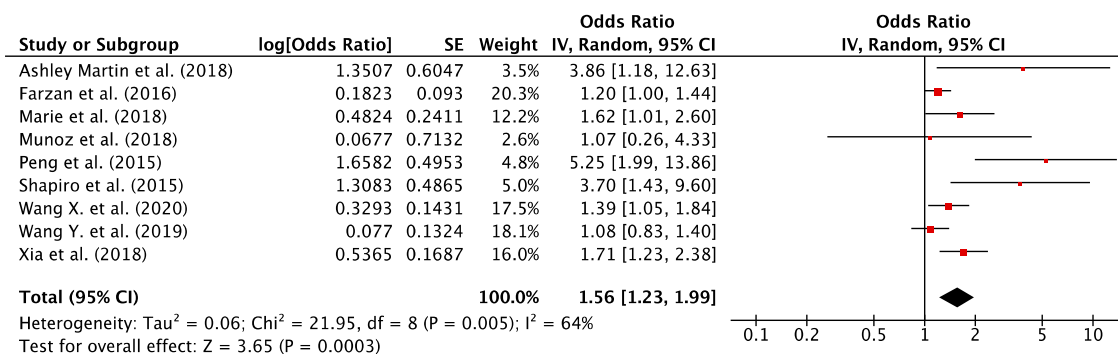 Odds Ratio Odds Ratio
Study or Subgroup log[Odds Ratio] SE Weight IV, Random, 95% CI IV, Random, 95% CI
Ashley Martin et al. (2018) 1.3507 0.6047 3.5% 3.86 [1.18, 12.63]
Farzan et al. (2016) 0.1823 0.093 20.3% 1.20 [1.00, 1.44]
Marie et al. (2018) 0.4824 0.2411 12.2% 1.62 [1.01, 2.60]
Munoz et al. (2018) 0.0677 0.7132 2.6% 1.07 [0.26, 4.33]
Peng et al. (2015) 1.6582 0.4953 4.8% 5.25 [1.99, 13.86]
Shapiro et al. (2015) 1.3083 0.4865 5.0% 3.70 [1.43, 9.60]
Wang X. et al. (2020) 0.3293 0.1431 17.5% 1.39 [1.05, 1.84]
Wang Y. et al. (2019) 0.077 0.1324 18.1% 1.08 [0.83, 1.40]
Xia et al. (2018) 0.5365 0.1687 16.0% 1.71 [1.23, 2.38]
Total (95% CI) 100.0% 1.56 [1.23, 1.99]
Heterogeneity: Tau² = 0.06; Chi² = 21.95, df = 8 (P = 0.005); I² = 64%
Test for overall effect: Z = 3.65 (P = 0.0003)
0.1 0.2 0.5 1 2 5 10